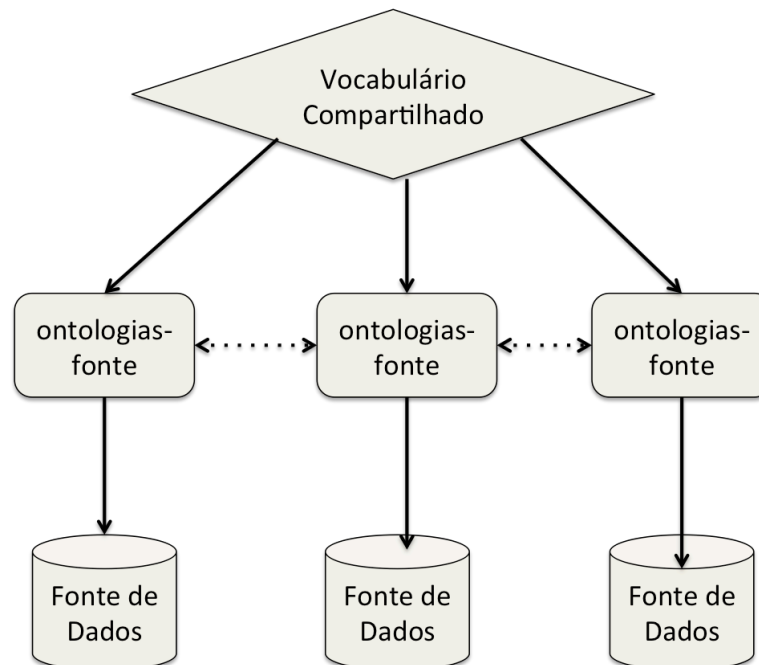 Vocabulário
Compartilhado
ontologias-
fonte
ontologias-
fonte
ontologias-
fonte
Fonte de
Dados
Fonte de
Dados
Fonte de
Dados